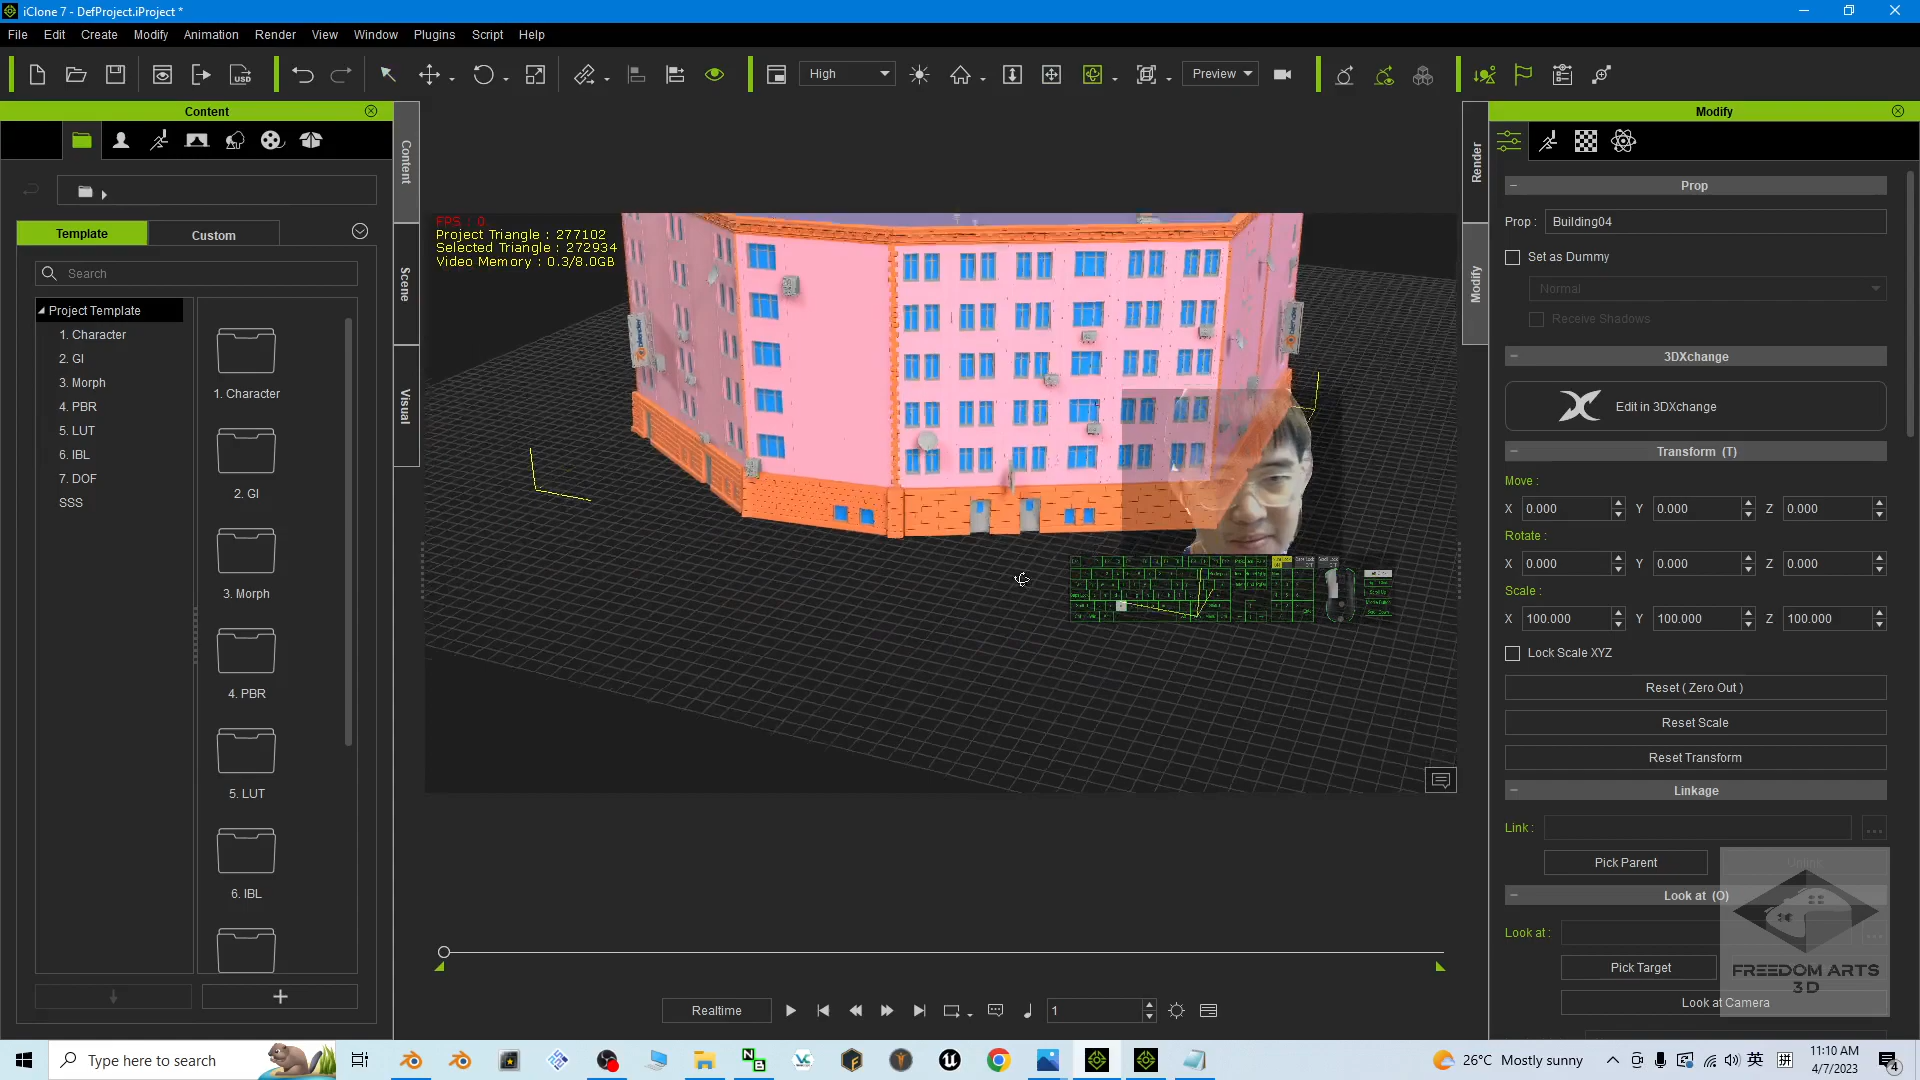 iClone 7 - DefProject.iProject *
File Edit Create Modify Animation Render View Window Plugins Script Help
USD
High
Preview
Content
Modify
Content
Scene
Visual
Render
Modify
Template
Custom
Search
Project Template
1. Character
2. GI
3. Morph
4. PBR
5. LUT
6. IBL
7. DOF
SSS
1. Character
2. GI
3. Morph
4. PBR
5. LUT
6. IBL
FPS : 0
Project Triangle : 277102
Selected Triangle : 272934
Video Memory : 0.3/8.0GB
Prop
Prop : Building04
Set as Dummy
Normal
Receive Shadows
3DXchange
Edit in 3DXchange
Transform (T)
Move :
X 0.000 Y 0.000 Z 0.000
Rotate :
X 0.000 Y 0.000 Z 0.000
Scale :
X 100.000 Y 100.000 Z 100.000
Lock Scale XYZ
Reset ( Zero Out )
Reset Scale
Reset Transform
Linkage
Link :
Pick Parent
Look at (O)
Look at :
Pick Target
Look at Camera
FREEDOM ARTS
3D
Realtime
1
Type here to search
26°C Mostly sunny
英
拼
11:10 AM
4/7/2023
4